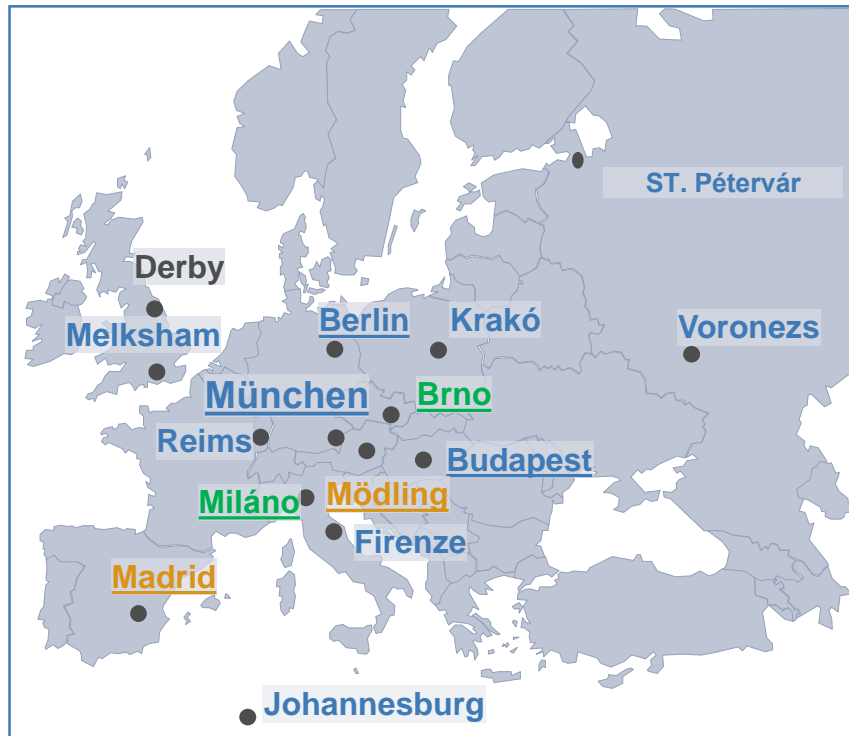 ST. Pétervár
Derby
Melksham
Berlin
Krakó
Voronezs
München
Brno
Reims
Budapest
Miláno
Mödling
Firenze
Madrid
Johannesburg